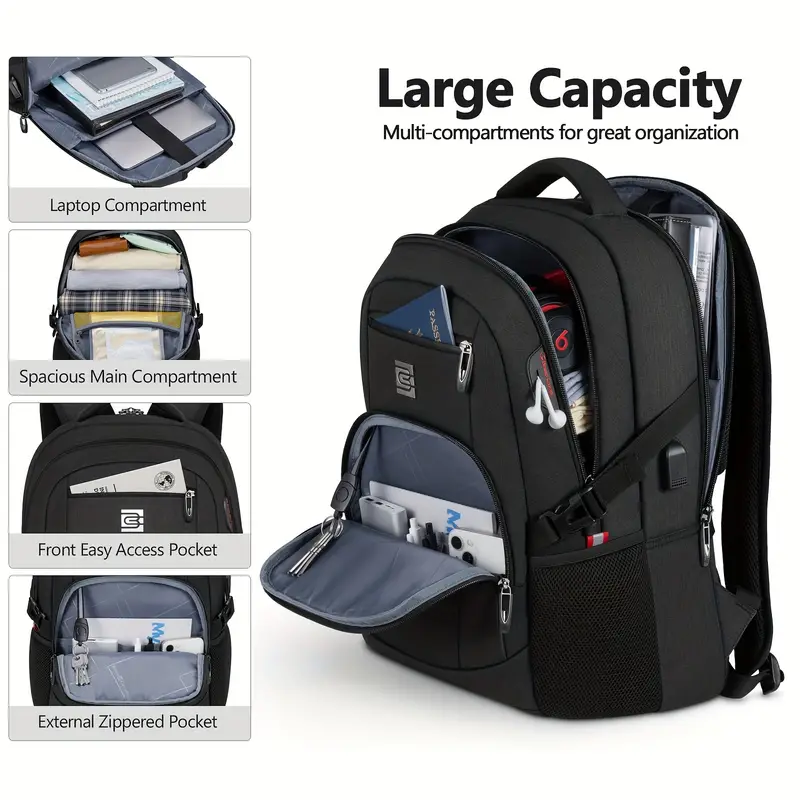 Large Capacity
Multi-compartments for great organization
Laptop Compartment
Spacious Main Compartment
Front Easy Access Pocket
External Zippered Pocket